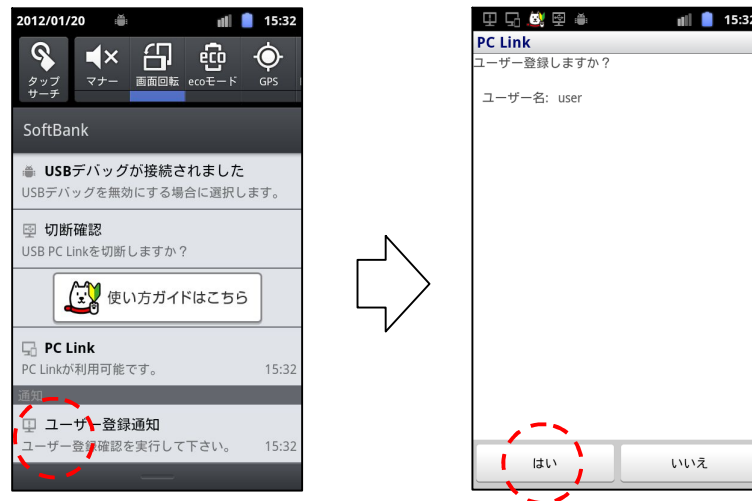 2012/01/20 15:32
タップ
サーチ
マナー
画面回転
ecoモード
GPS
SoftBank
USBデバッグが接続されました
USBデバッグを無効にする場合に選択します。
切断確認
USB PC Linkを切断しますか？
使い方ガイドはこちら
PC Link
PC Linkが利用可能です。 15:32
通知
ユーザー登録通知
ユーザー登録確認を実行して下さい。 15:32
15:32
PC Link
ユーザー登録しますか？
ユーザー名: user
はい いいえ